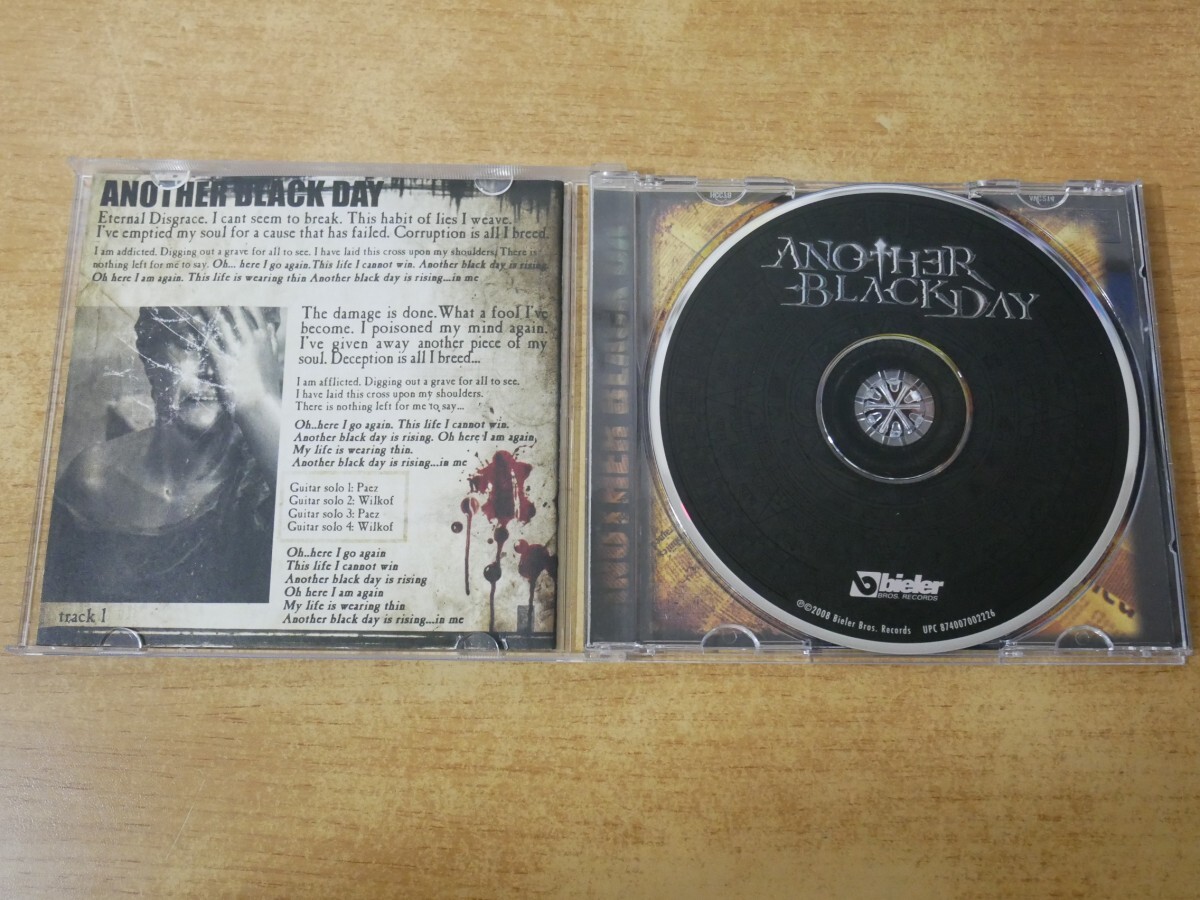 ANOTHER BLACK DAY
Eternal Disgrace. I cant seem to break. This habit of lies I weave.
I've emptied my soul for a cause that has failed. Corruption is all I breed.
I am addicted. Digging out a grave for all to see. I have laid this cross upon my shoulders. There is
nothing left for me to say. Oh... here I go again. This life I cannot win. Another black day is rising.
Oh here I am again. This life is wearing thin Another black day is rising...in me
The damage is done. What a fool I've
become. I poisoned my mind again.
I've given away another piece of my
soul. Deception is all I breed...
I am afflicted. Digging out a grave for all to see.
I have laid this cross upon my shoulders.
There is nothing left for me to say...
Oh..here I go again. This life I cannot win.
Another black day is rising. Oh here I am again,
My life is wearing thin.
Another black day is rising...in me
Guitar solo 1: Paez
Guitar solo 2: Wilkof
Guitar solo 3: Paez
Guitar solo 4: Wilkof
Oh..here I go again
This life I cannot win
Another black day is rising
Oh here I am again
My life is wearing thin
Another black day is rising...in me
track 1
ANOTHER BLACK DAY
ANOTHER
BLACK DAY
bieler
BROS. RECORDS
℗©2008 Bieler Bros. Records UPC 874007002226